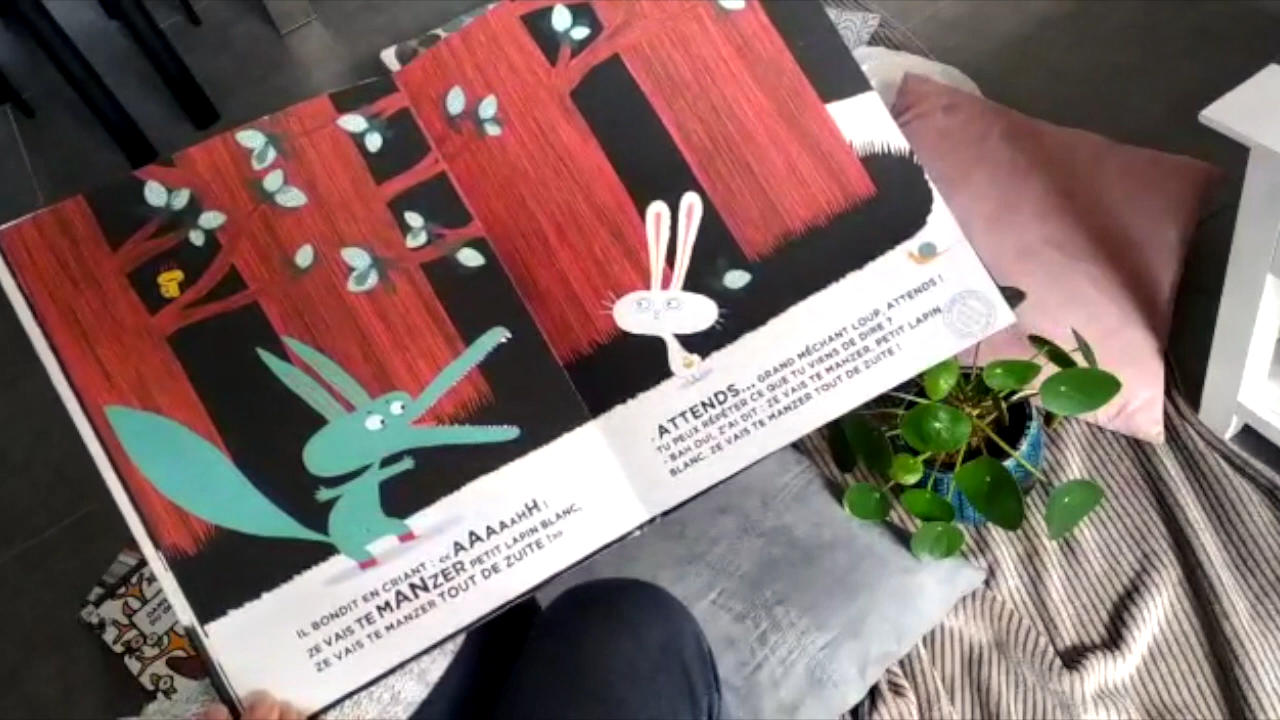 IL BONDIT EN CRIANT : «AAAAAHH !
ZE VAIS TE MANZER PETIT LAPIN BLANC,
ZE VAIS TE MANZER TOUT DE ZUITE !»
- ATTENDS... GRAND MÉCHANT LOUP, ATTENDS !
TU PEUX RÉPÉTER CE QUE TU VIENS DE DIRE ?
- BAH OUI, Z'AI DIT : ZE VAIS TE MANZER, PETIT LAPIN
BLANC, ZE VAIS TE MANZER TOUT DE ZUITE !